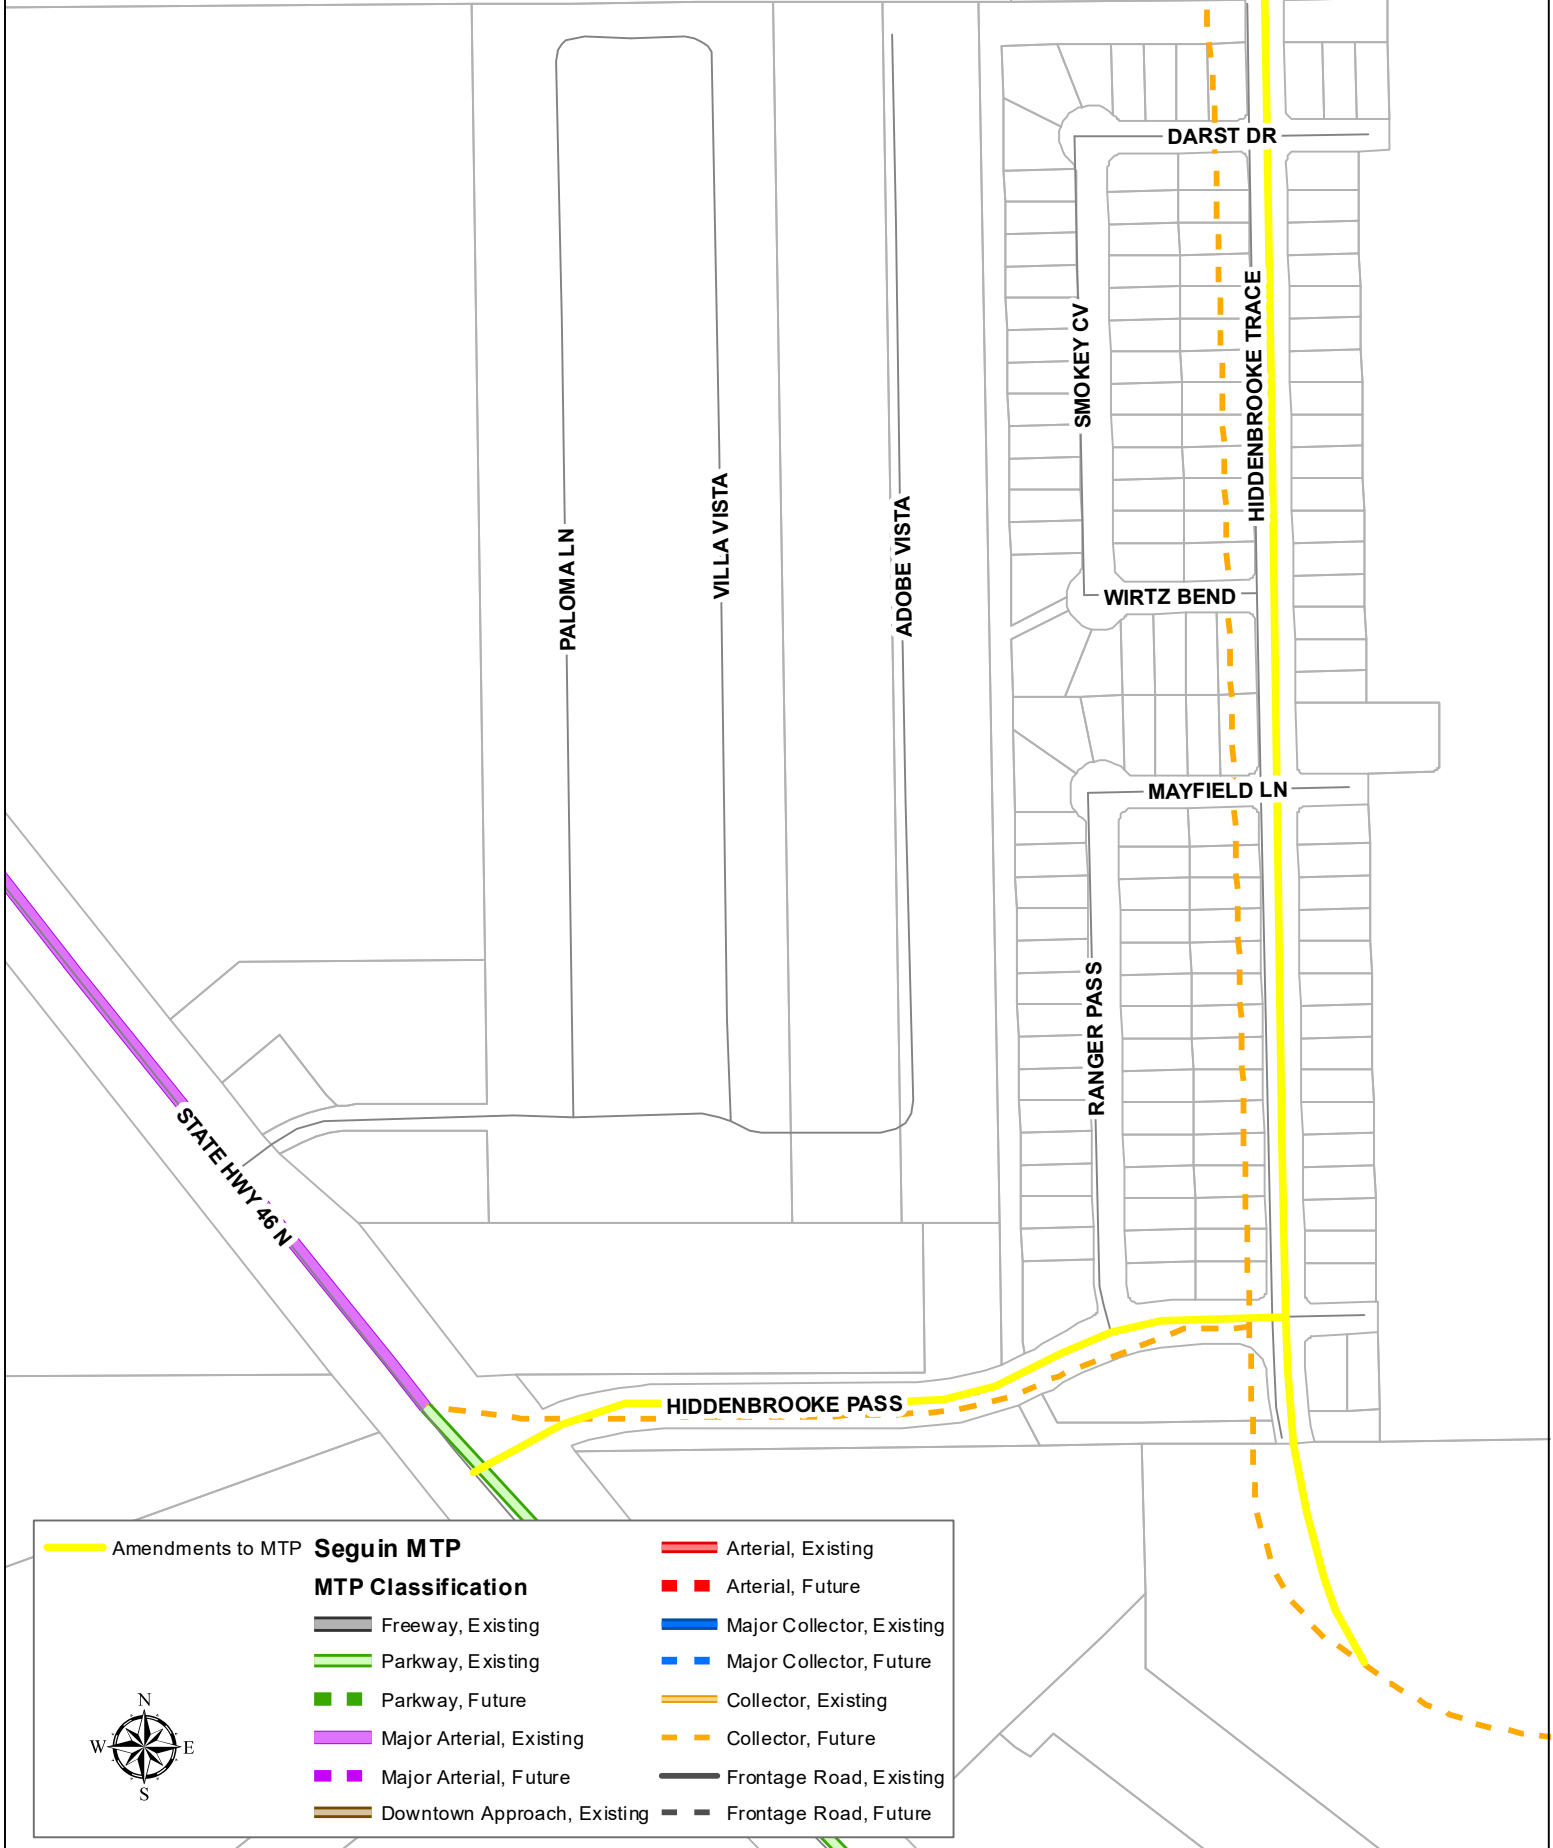 DARST DR
HIDDENBROOKE TRACE
SMOKEY CV
PALOMA LN
VILLA VISTA
ADOBE VISTA
WIRTZ BEND
MAYFIELD LN
RANGER PASS
STATE HWY 46 N
HIDDENBROOKE PASS
Amendments to MTP
Seguin MTP
MTP Classification
Freeway, Existing
Parkway, Existing
Parkway, Future
Major Arterial, Existing
Major Arterial, Future
Downtown Approach, Existing
Arterial, Existing
Arterial, Future
Major Collector, Existing
Major Collector, Future
Collector, Existing
Collector, Future
Frontage Road, Existing
Frontage Road, Future
N
W E
S